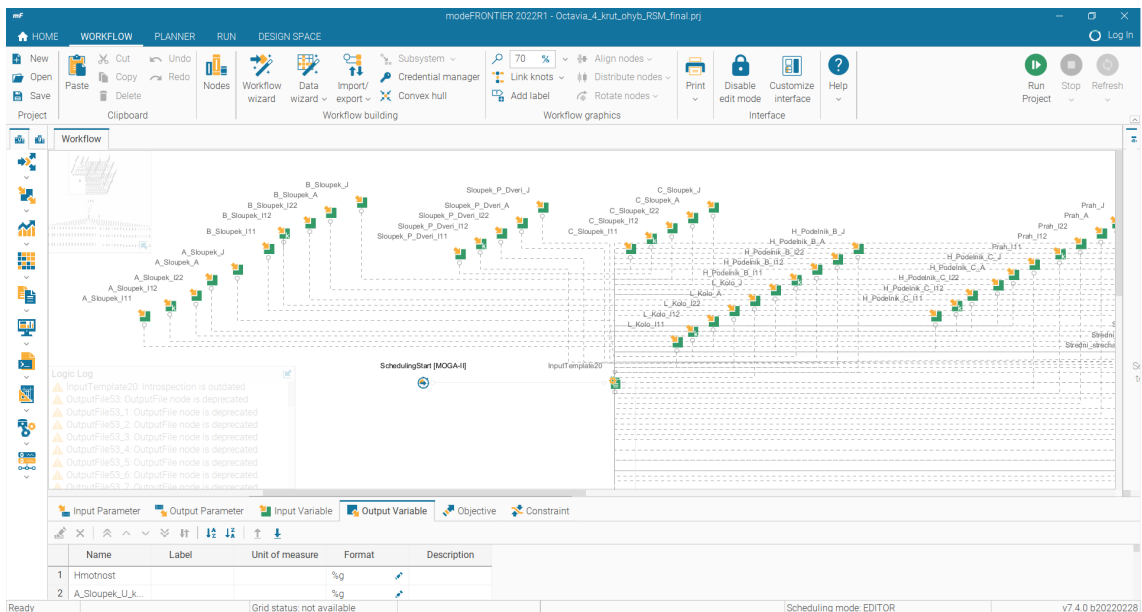 mF modeFRONTIER 2022R1 - Octavia_4_krut_ohyb_RSM_final.prj
HOME WORKFLOW PLANNER RUN DESIGN SPACE Log In
New Cut Undo Subsystem 70 % Align nodes
Open Copy Redo Credential manager Link knots Distribute nodes
Save Delete Convex hull Add label Rotate nodes
Paste Nodes Workflow wizard Data wizard Import/ export Print Disable edit mode Customize interface Help Run Project Stop Refresh
Project Clipboard Workflow building Workflow graphics Interface
Workflow
B_Sloupek_J
B_Sloupek_A
B_Sloupek_I22
B_Sloupek_I12
B_Sloupek_I11
A_Sloupek_J
A_Sloupek_A
A_Sloupek_I22
A_Sloupek_I12
A_Sloupek_I11
Sloupek_P_Dveri_J
Sloupek_P_Dveri_A
Sloupek_P_Dveri_I22
Sloupek_P_Dveri_I12
Sloupek_P_Dveri_I11
C_Sloupek_J
C_Sloupek_A
C_Sloupek_I22
C_Sloupek_I12
C_Sloupek_I11
H_Podelnik_B_J
H_Podelnik_B_A
H_Podelnik_B_I22
H_Podelnik_B_I12
H_Podelnik_B_I11
L_Kolo_J
L_Kolo_A
L_Kolo_I22
L_Kolo_I12
L_Kolo_I11
Prah_J
Prah_A
Prah_I22
Prah_I12
Prah_I11
H_Podelnik_C_J
H_Podelnik_C_A
H_Podelnik_C_I22
H_Podelnik_C_I12
H_Podelnik_C_I11
Stredni_strecha
SchedulingStart [MOGA-II] InputTemplate20
Logic Log
InputTemplate20: Introspection is outdated
OutputFile53: OutputFile node is deprecated
OutputFile53_1: OutputFile node is deprecated
OutputFile53_2: OutputFile node is deprecated
OutputFile53_3: OutputFile node is deprecated
OutputFile53_4: OutputFile node is deprecated
OutputFile53_5: OutputFile node is deprecated
OutputFile53_6: OutputFile node is deprecated
OutputFile53_7: OutputFile node is deprecated
Input Parameter Output Parameter Input Variable Output Variable Objective Constraint
Name Label Unit of measure Format Description
1 Hmotnost %g
2 A_Sloupek_U_k... %g
Ready Grid status: not available Scheduling mode: EDITOR v7.4.0 b20220228